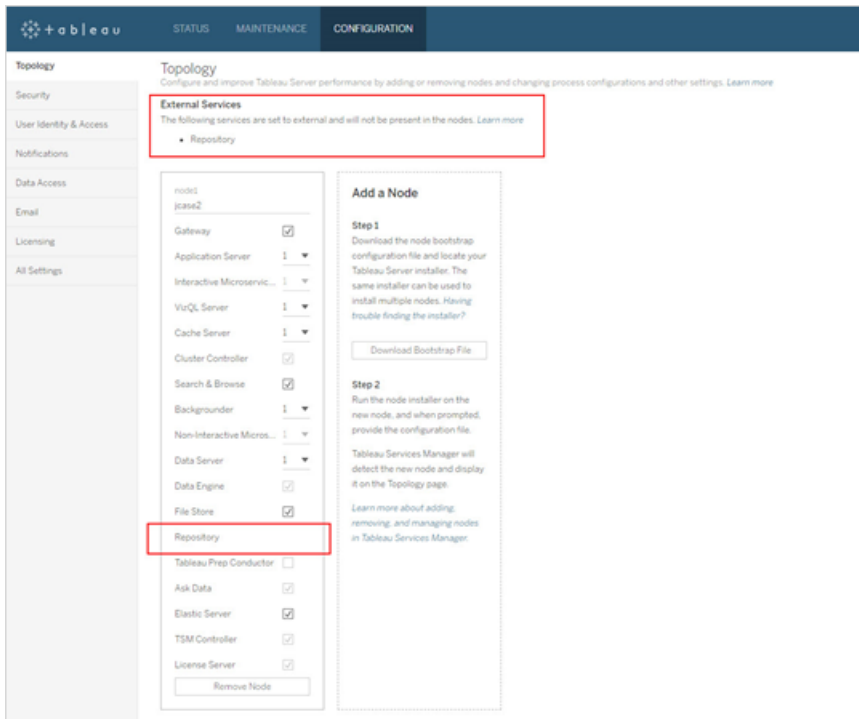 +ableau
STATUS MAINTENANCE CONFIGURATION
Topology
Security
User Identity & Access
Notifications
Data Access
Email
Licensing
All Settings
Topology
Configure and improve Tableau Server performance by adding or removing nodes and changing process configurations and other settings. Learn more
External Services
The following services are set to external and will not be present in the nodes. Learn more
• Repository
node1
jcase2
Gateway
Application Server 1
Interactive Microservic... 1
VizQL Server 1
Cache Server 1
Cluster Controller
Search & Browse
Backgrounder 1
Non-Interactive Micros... 1
Data Server 1
Data Engine
File Store
Repository
Tableau Prep Conductor
Ask Data
Elastic Server
TSM Controller
License Server
Remove Node
Add a Node
Step 1
Download the node bootstrap
configuration file and locate your
Tableau Server installer. The
same installer can be used to
install multiple nodes. Having
trouble finding the installer?
Download Bootstrap File
Step 2
Run the node installer on the
new node, and when prompted,
provide the configuration file.
Tableau Services Manager will
detect the new node and display
it on the Topology page.
Learn more about adding,
removing, and managing nodes
in Tableau Services Manager.